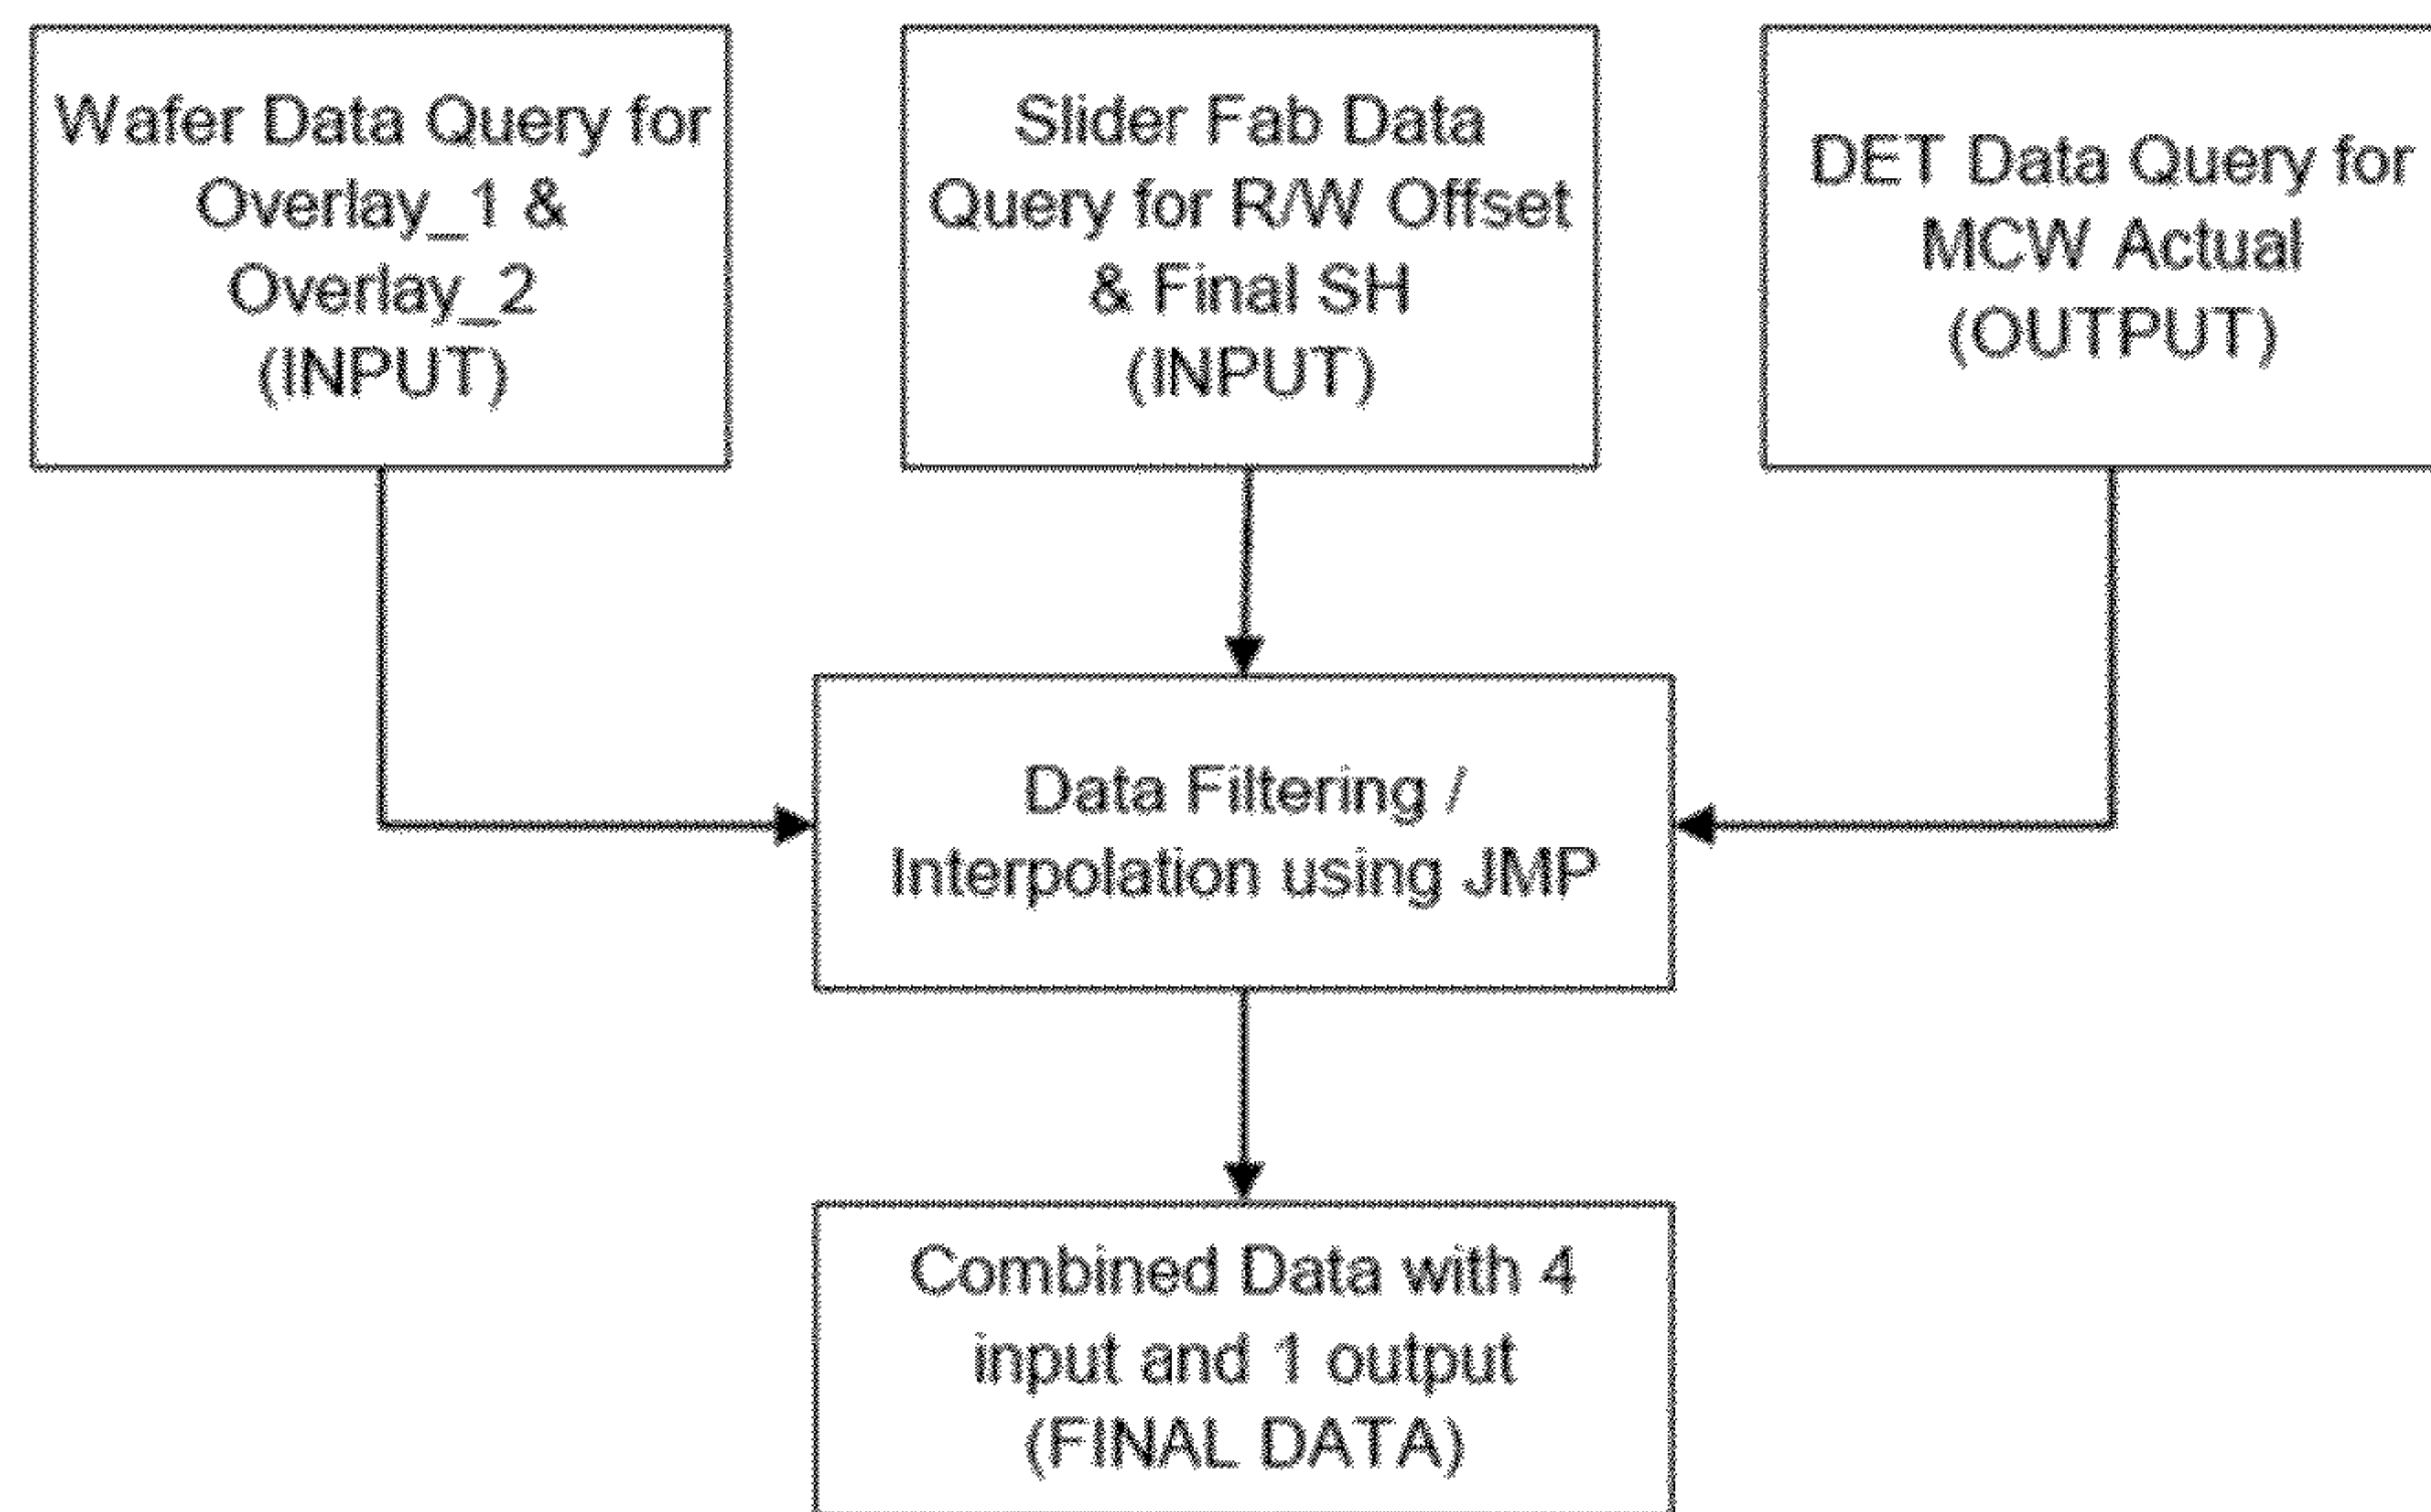 Wafer Data Query for
Overlay_1 &
Overlay_2
(INPUT)
Slider Fab Data
Query for R/W Offset
& Final SH
(INPUT)
DET Data Query for
MCW Actual
(OUTPUT)
Data Filtering /
Interpolation using JMP
Combined Data with 4
input and 1 output
(FINAL DATA)